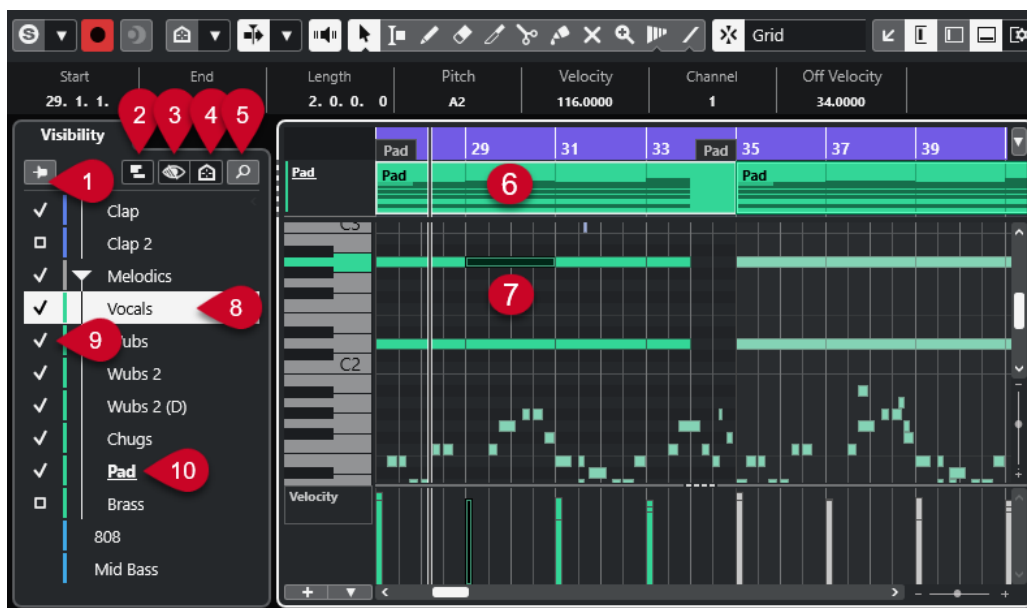 S
Grid
Start End Length Pitch Velocity Channel Off Velocity
29. 1. 1. 2. 0. 0. 0 A2 116.0000 1 34.0000
2 3 4 5
Visibility
1
Clap
Clap 2
Melodics
Vocals
8
9
Wubs 2
Wubs 2 (D)
Chugs
Pad
10
Brass
808
Mid Bass
Pad 29 31 33 Pad 35 37 39
Pad
Pad
6
Pad
C3
7
C2
Velocity